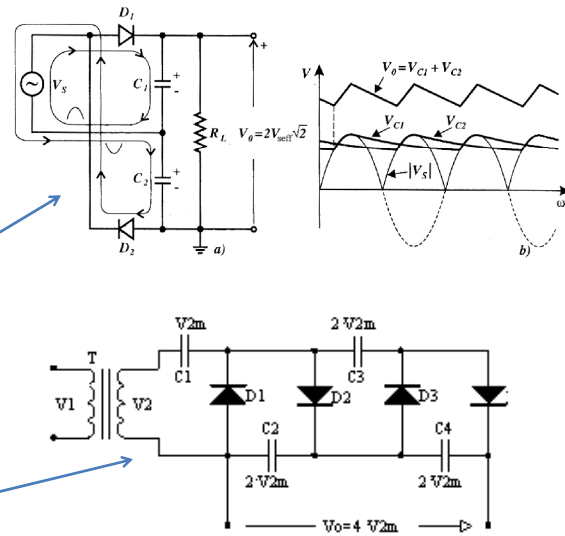 D1
VS
C1
+
-
C2
+
-
RL
V0=2Vseff√2
+
D2
a)
V
V0=VC1+VC2
VC1
VC2
|VS|
ω
b)
V2m
2 V2m
T
C1
C3
V1
V2
D1
D2
D3
C2
C4
2 V2m
2 V2m
Vo=4 V2m